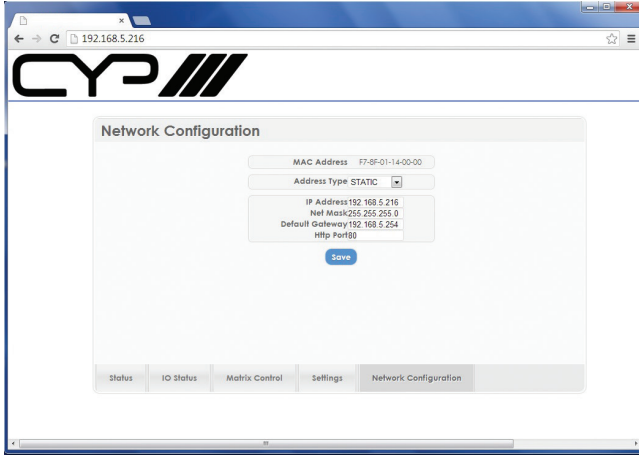 192.168.5.216
CYP
Network Configuration
MAC Address F7-8F-01-14-00-00
Address Type STATIC
IP Address 192.168.5.216
Net Mask 255.255.255.0
Default Gateway 192.168.5.254
Http Port 80
Save
Status IO Status Matrix Control Settings Network Configuration